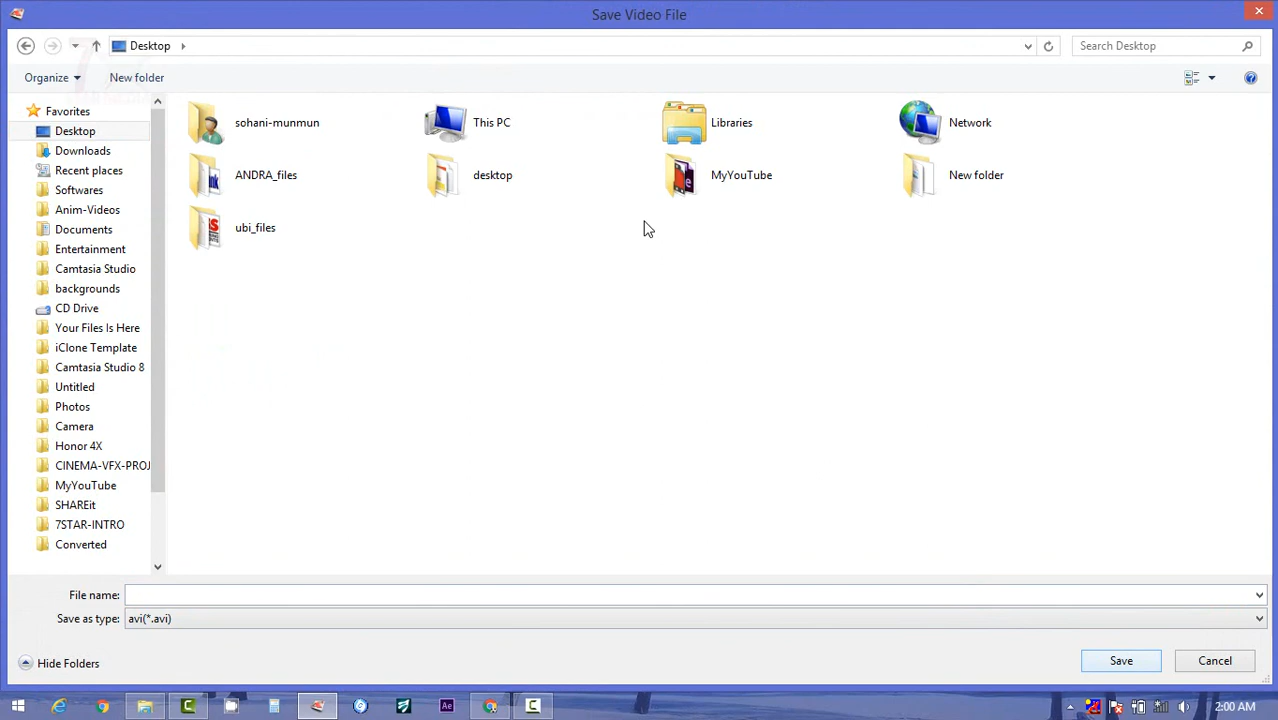 Save Video File
Desktop
Search Desktop
Organize
New folder
Favorites
Desktop
Downloads
Recent places
Softwares
Anim-Videos
Documents
Entertainment
Camtasia Studio
backgrounds
CD Drive
Your Files Is Here
iClone Template
Camtasia Studio 8
Untitled
Photos
Camera
Honor 4X
CINEMA-VFX-PROJ
MyYouTube
SHAREit
7STAR-INTRO
Converted
sohani-munmun
This PC
Libraries
Network
ANDRA_files
desktop
MyYouTube
New folder
ubi_files
File name:
Save as type: avi(*.avi)
Hide Folders
Save
Cancel
Ae
2:00 AM